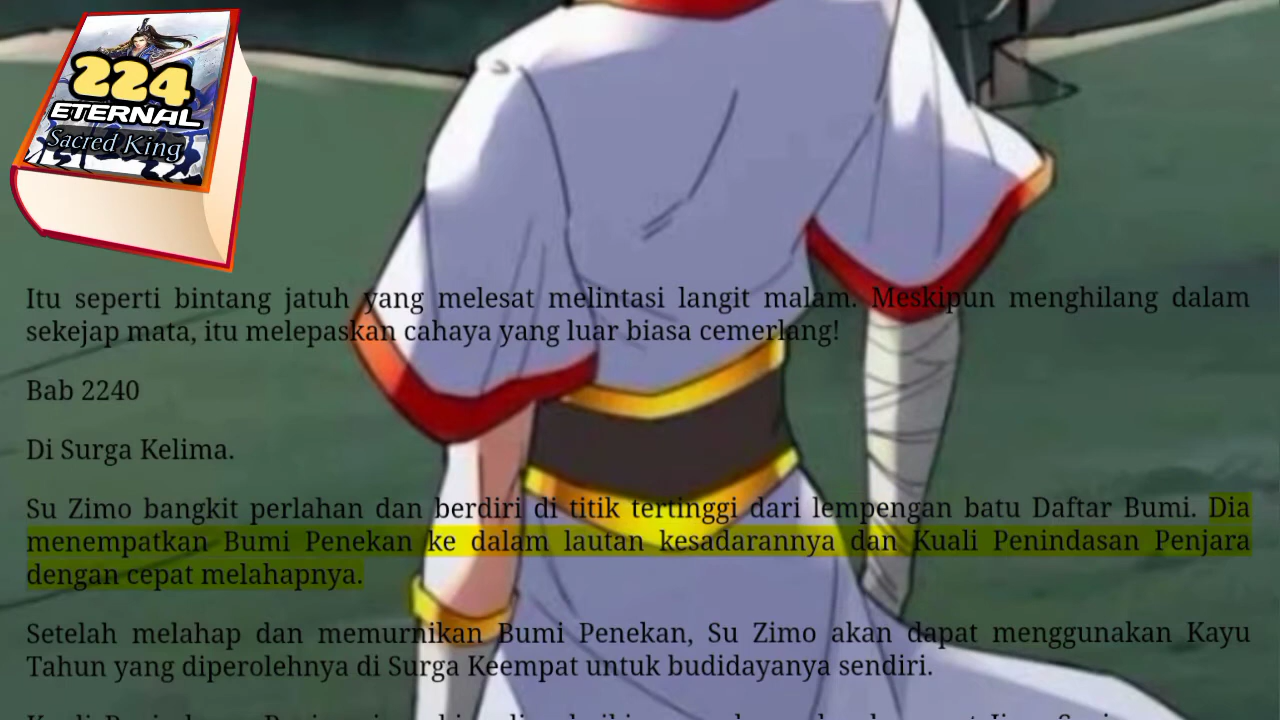 224
ETERNAL
Sacred King
Itu seperti bintang jatuh yang melesat melintasi langit malam. Meskipun menghilang dalam
sekejap mata, itu melepaskan cahaya yang luar biasa cemerlang!
Bab 2240
Di Surga Kelima.
Su Zimo bangkit perlahan dan berdiri di titik tertinggi dari lempengan batu Daftar Bumi. Dia
menempatkan Bumi Penekan ke dalam lautan kesadarannya dan Kuali Penindasan Penjara
dengan cepat melahapnya.
Setelah melahap dan memurnikan Bumi Penekan, Su Zimo akan dapat menggunakan Kayu
Tahun yang diperolehnya di Surga Keempat untuk budidayanya sendiri.